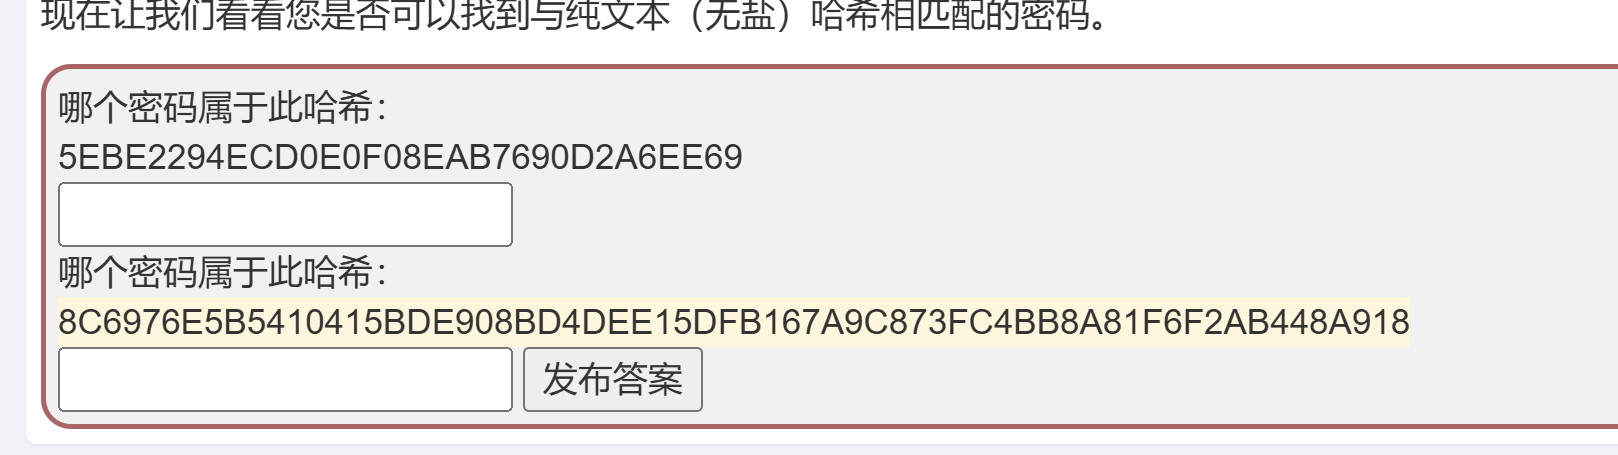 现在让我们看看您是否可以找到与纯文本（无盐）哈希相匹配的密码。
哪个密码属于此哈希：
5EBE2294ECD0E0F08EAB7690D2A6EE69
哪个密码属于此哈希：
8C6976E5B5410415BDE908BD4DEE15DFB167A9C873FC4BB8A81F6F2AB448A918
发布答案